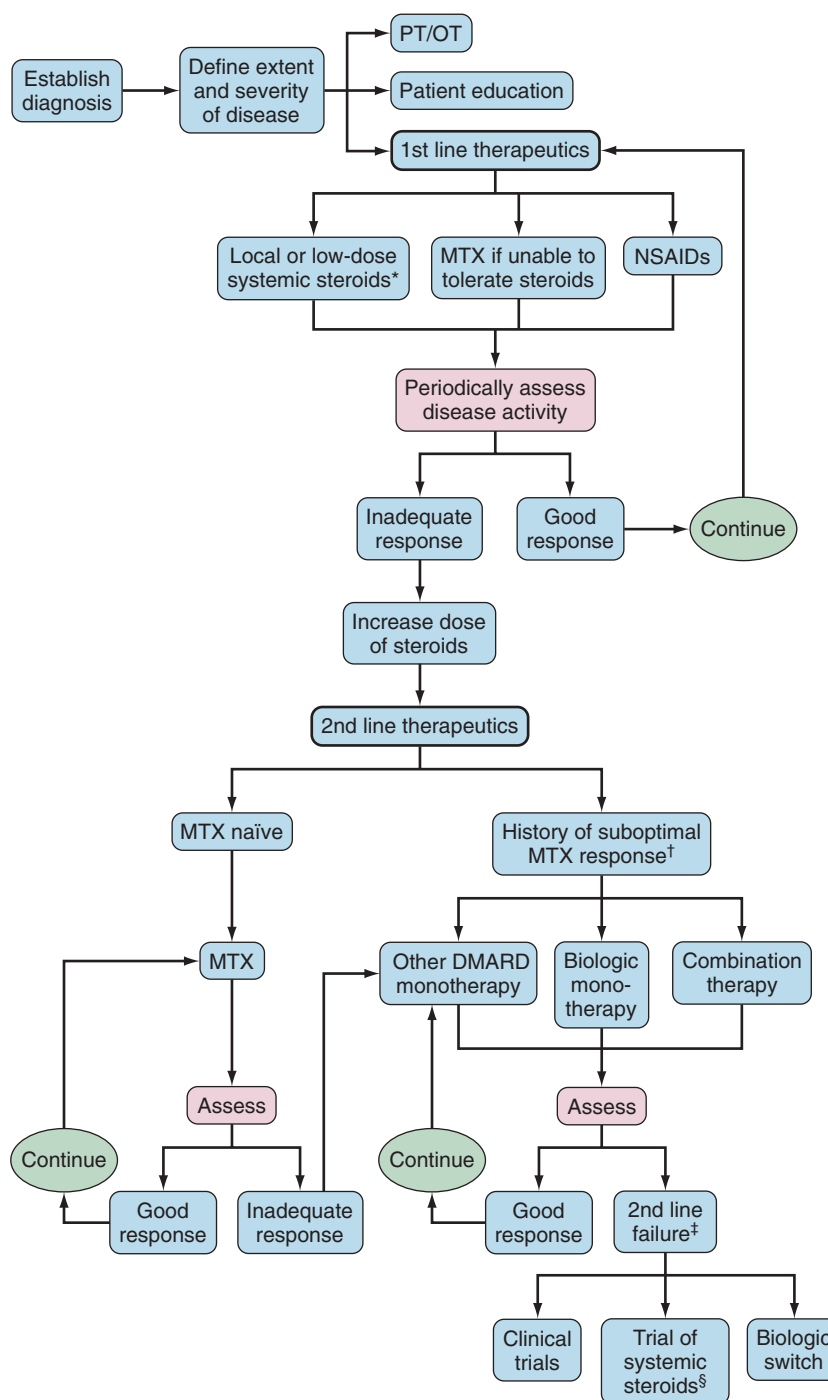 PT/OT
Establish
diagnosis
Define extent
and severity
of disease
Patient education
1st line therapeutics
Local or low-dose
systemic steroids*
MTX if unable to
tolerate steroids
NSAIDs
Periodically assess
disease activity
Inadequate
response
Good
response
Continue
Increase dose
of steroids
2nd line therapeutics
MTX naïve
History of suboptimal
MTX response†
MTX
Other DMARD
monotherapy
Biologic
mono-
therapy
Combination
therapy
Assess
Assess
Continue
Good
response
Inadequate
response
Continue
Good
response
2nd line
failure‡
Clinical
trials
Trial of
systemic
steroids§
Biologic
switch